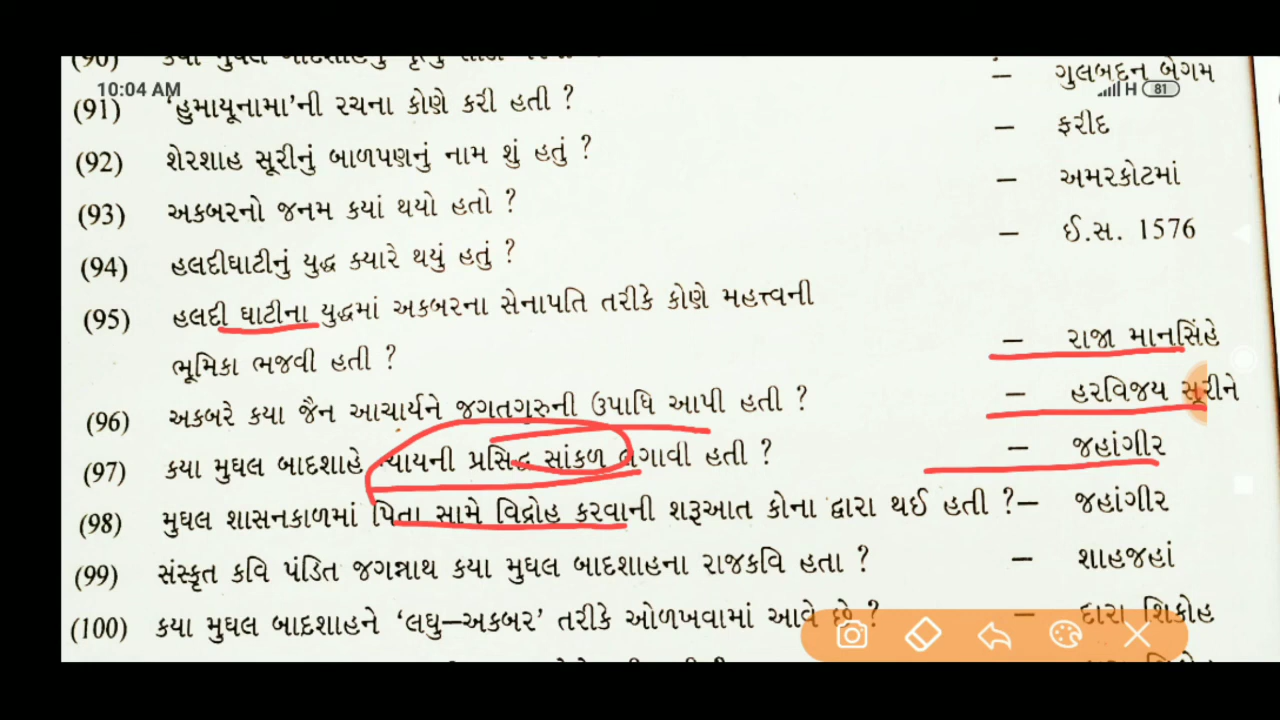 (90)
10:04 AM
H 81
(91) 'હુમાયૂનામા'ની રચના કોણે કરી હતી ? – ગુલબદન બેગમ
(92) શેરશાહ સૂરીનું બાળપણનું નામ શું હતું ? – ફરીદ
(93) અકબરનો જનમ કયાં થયો હતો ? – અમરકોટમાં
(94) હલદીઘાટીનું યુદ્ધ ક્યારે થયું હતું ? – ઈ.સ. 1576
(95) હલદી ઘાટીના યુદ્ધમાં અકબરના સેનાપતિ તરીકે કોણે મહત્ત્વની
ભૂમિકા ભજવી હતી ? – રાજા માનસિંહે
(96) અકબરે કયા જૈન આચાર્યને જગતગુરુની ઉપાધિ આપી હતી ? – હરવિજય સૂરીને
(97) કયા મુઘલ બાદશાહે ન્યાયની પ્રસિદ્ધ સાંકળ લગાવી હતી ? – જહાંગીર
(98) મુઘલ શાસનકાળમાં પિતા સામે વિદ્રોહ કરવાની શરૂઆત કોના દ્વારા થઈ હતી ?– જહાંગીર
(99) સંસ્કૃત કવિ પંડિત જગન્નાથ કયા મુઘલ બાદશાહના રાજકવિ હતા ? – શાહજહાં
(100) કયા મુઘલ બાદશાહને 'લઘુ–અકબર' તરીકે ઓળખવામાં આવે છે ? – દારા શિકોહ